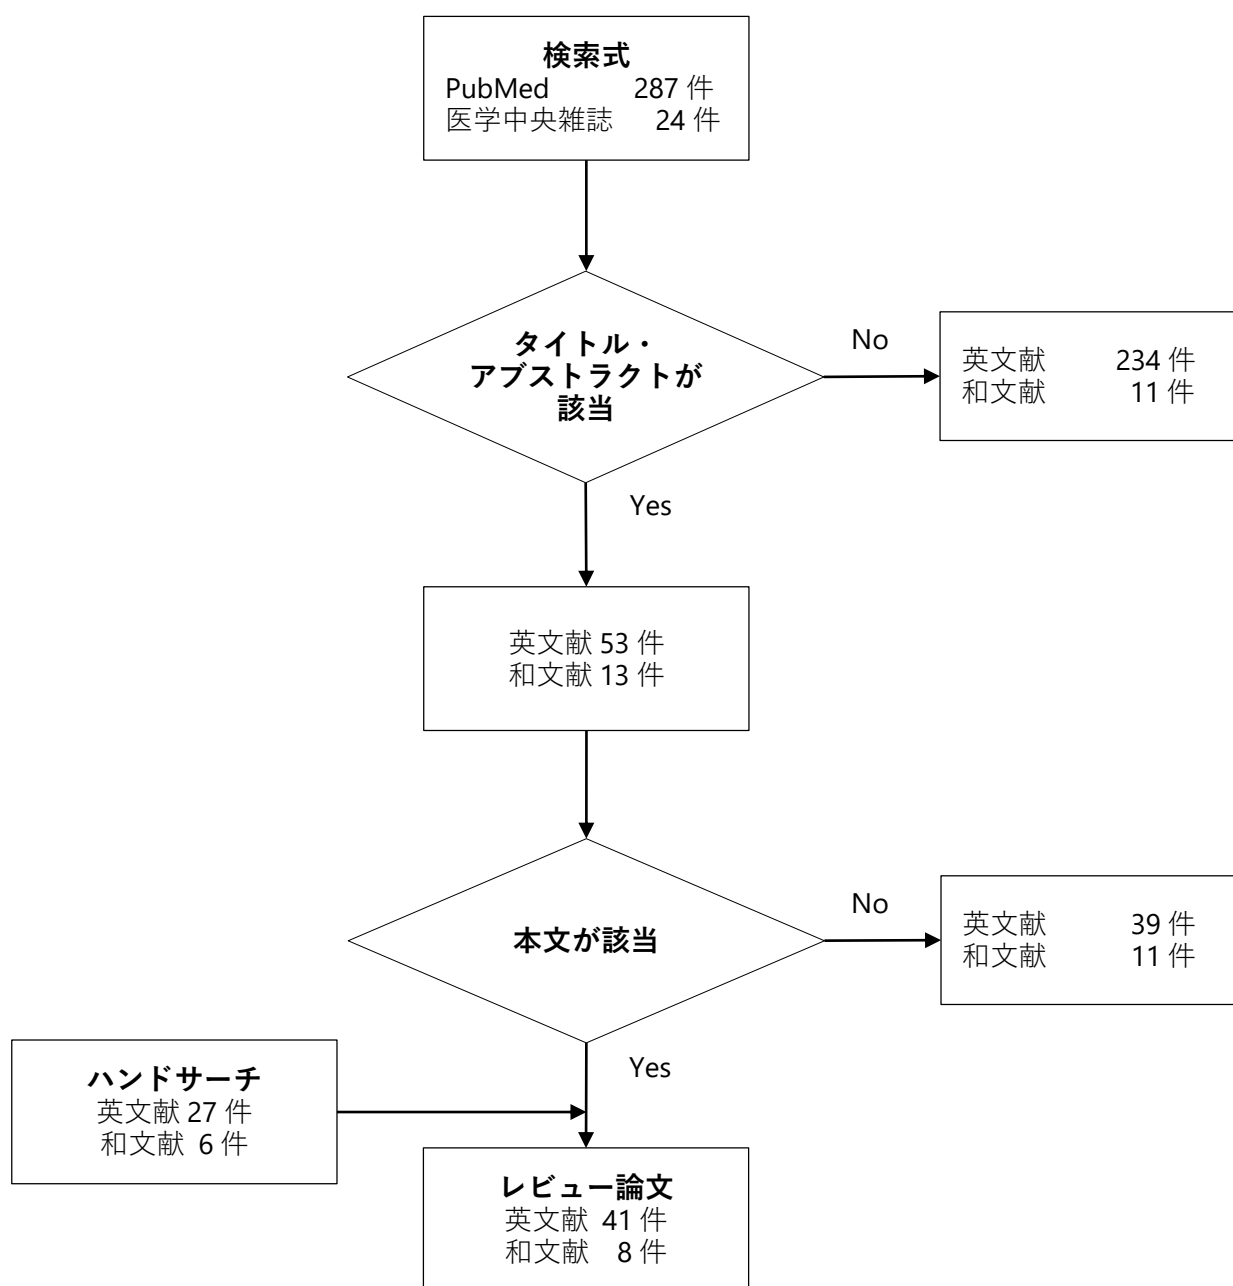 検索式
PubMed 287 件
医学中央雑誌 24 件
タイトル・
アブストラクトが
該当
No
英文献 234 件
和文献 11 件
Yes
英文献 53 件
和文献 13 件
本文が該当
No
英文献 39 件
和文献 11 件
Yes
ハンドサーチ
英文献 27 件
和文献 6 件
レビュー論文
英文献 41 件
和文献 8 件